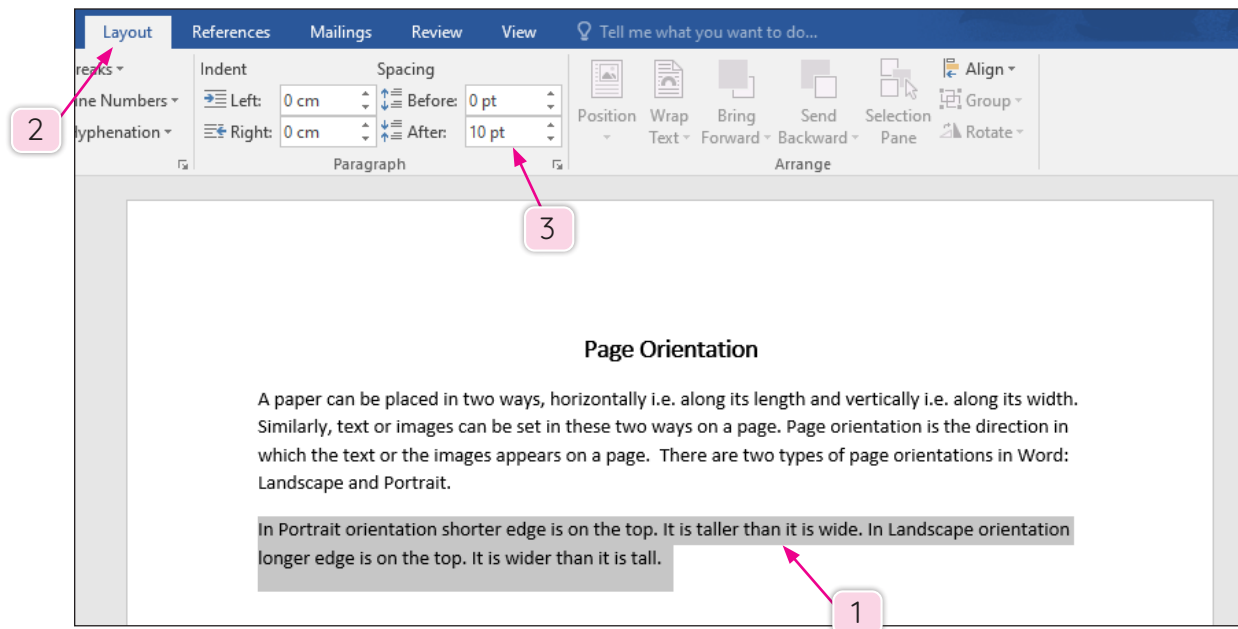 Layout References Mailings Review View Tell me what you want to do...
reaks Indent Spacing Align
ine Numbers Left: 0 cm Before: 0 pt Position Wrap Text Bring Forward Send Backward Selection Pane Group
lyphenation Right: 0 cm After: 10 pt Rotate
Paragraph Arrange
2
3
Page Orientation
A paper can be placed in two ways, horizontally i.e. along its length and vertically i.e. along its width.
Similarly, text or images can be set in these two ways on a page. Page orientation is the direction in
which the text or the images appears on a page.  There are two types of page orientations in Word:
Landscape and Portrait.
In Portrait orientation shorter edge is on the top. It is taller than it is wide. In Landscape orientation
longer edge is on the top. It is wider than it is tall.
1